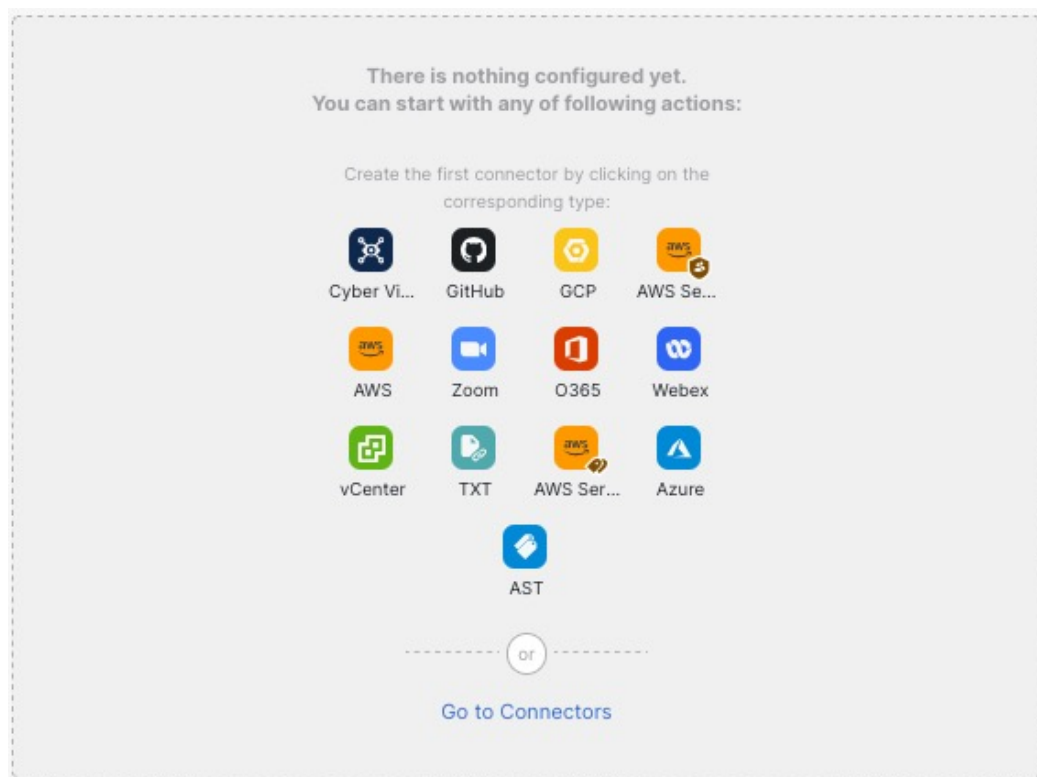 There is nothing configured yet.
You can start with any of following actions:
Create the first connector by clicking on the
corresponding type:
Cyber Vi... GitHub GCP AWS Se...
AWS Zoom O365 Webex
vCenter TXT AWS Ser... Azure
AST
or
Go to Connectors